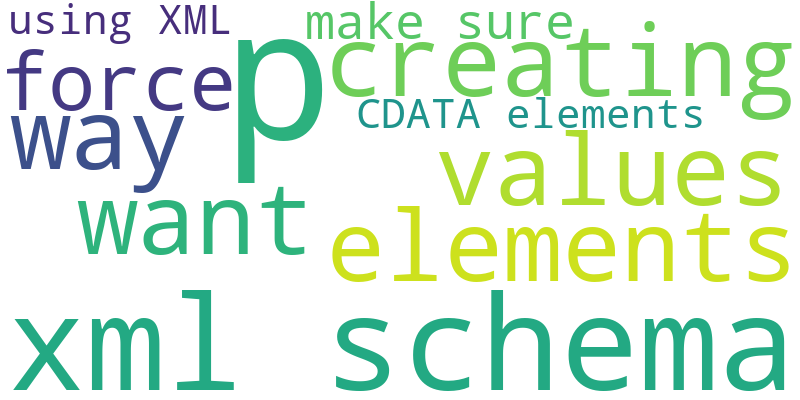 using XML
make sure
p
creating
force
way
CDATA elements
values
want
elements
xml schema